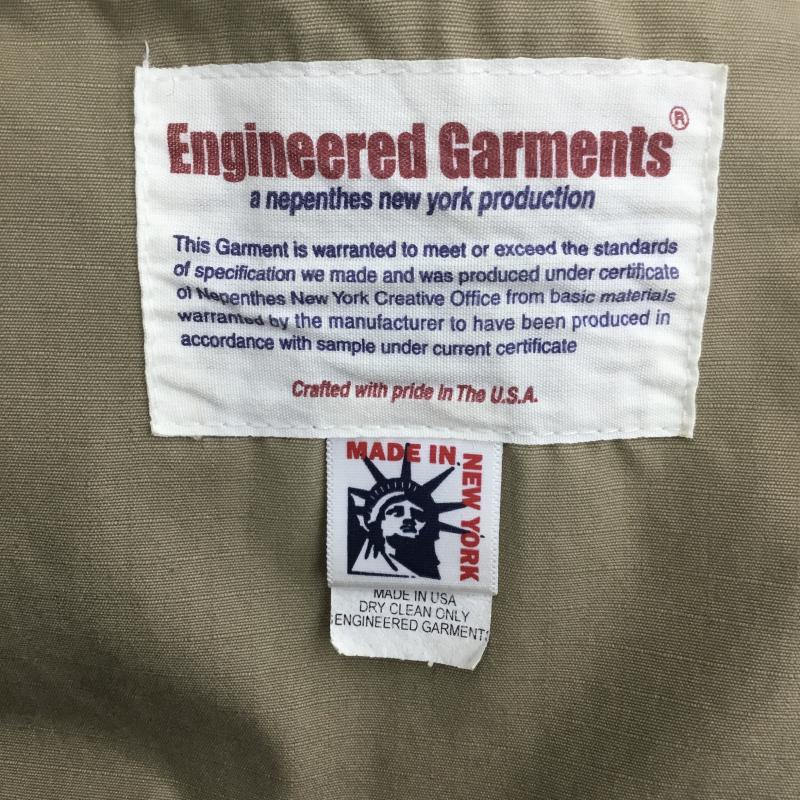 Engineered Garments®
a nepenthes new york production
This Garment is warranted to meet or exceed the standards
of specification we made and was produced under certificate
of Nepenthes New York Creative Office from basic materials
warranted by the manufacturer to have been produced in
accordance with sample under current certificate
Crafted with pride In The U.S.A.
MADE IN
NEW YORK
MADE IN USA
DRY CLEAN ONLY
ENGINEERED GARMENTS